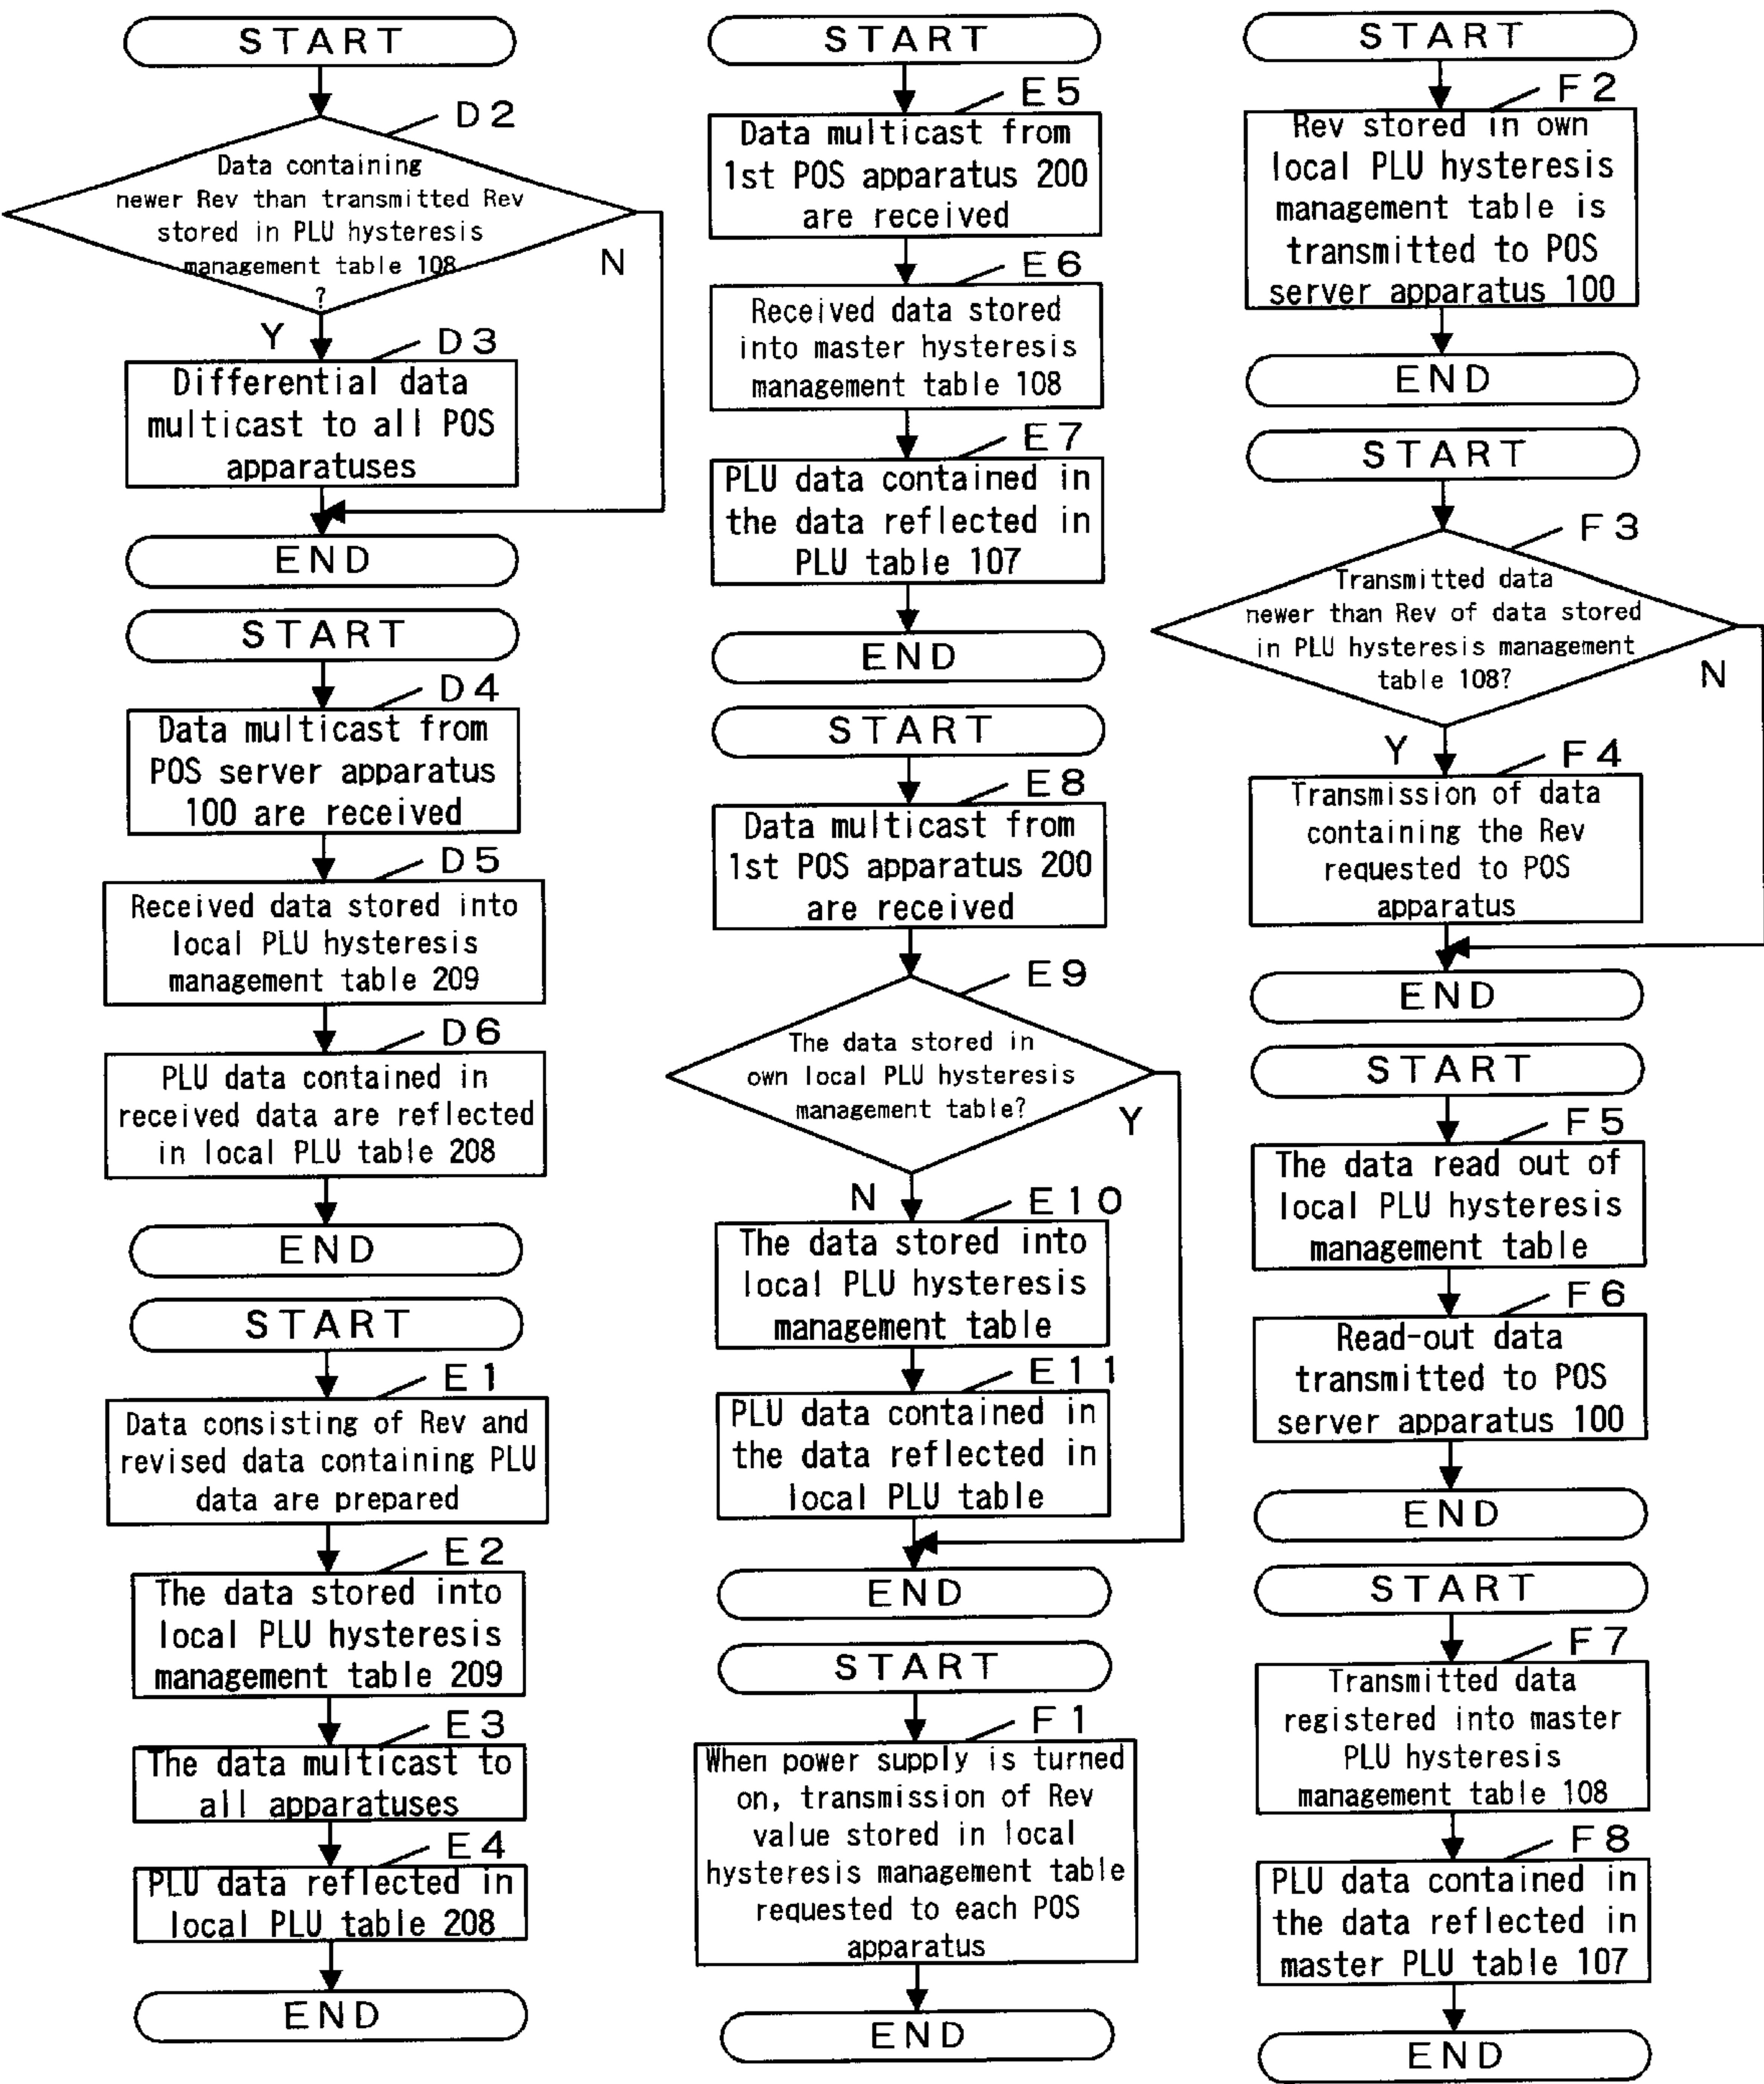 START
D2
Data containing
newer Rev than transmitted Rev
stored in PLU hysteresis
management table 108
?
N
Y
D3
Differential data
multicast to all POS
apparatuses
END
START
D4
Data multicast from
POS server apparatus
100 are received
D5
Received data stored into
local PLU hysteresis
management table 209
D6
PLU data contained in
received data are reflected
in local PLU table 208
END
START
E1
Data consisting of Rev and
revised data containing PLU
data are prepared
E2
The data stored into
local PLU hysteresis
management table 209
E3
The data multicast to
all apparatuses
E4
PLU data reflected in
local PLU table 208
END
START
E5
Data multicast from
1st POS apparatus 200
are received
E6
Received data stored
into master hysteresis
management table 108
E7
PLU data contained in
the data reflected in
PLU table 107
END
START
E8
Data multicast from
1st POS apparatus 200
are received
E9
The data stored in
own local PLU hysteresis
management table?
Y
N
E10
The data stored into
local PLU hysteresis
management table
E11
PLU data contained in
the data reflected in
local PLU table
END
START
F1
When power supply is turned
on, transmission of Rev
value stored in local
hysteresis management table
requested to each POS
apparatus
END
START
F2
Rev stored in own
local PLU hysteresis
management table is
transmitted to POS
server apparatus 100
END
START
F3
Transmitted data
newer than Rev of data stored
in PLU hysteresis management
table 108?
N
Y
F4
Transmission of data
containing the Rev
requested to POS
apparatus
END
START
F5
The data read out of
local PLU hysteresis
management table
F6
Read-out data
transmitted to POS
server apparatus 100
END
START
F7
Transmitted data
registered into master
PLU hysteresis
management table 108
F8
PLU data contained in
the data reflected in
master PLU table 107
END